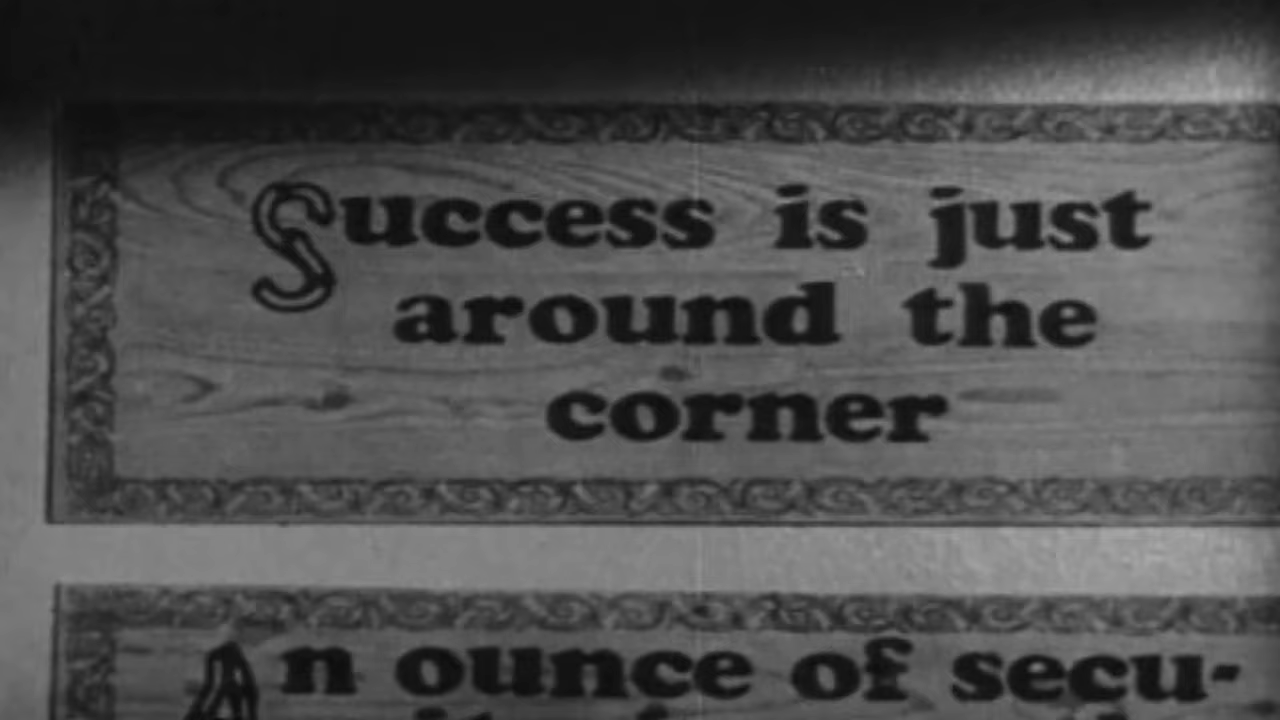 Success is just
around the
corner
An ounce of secu-